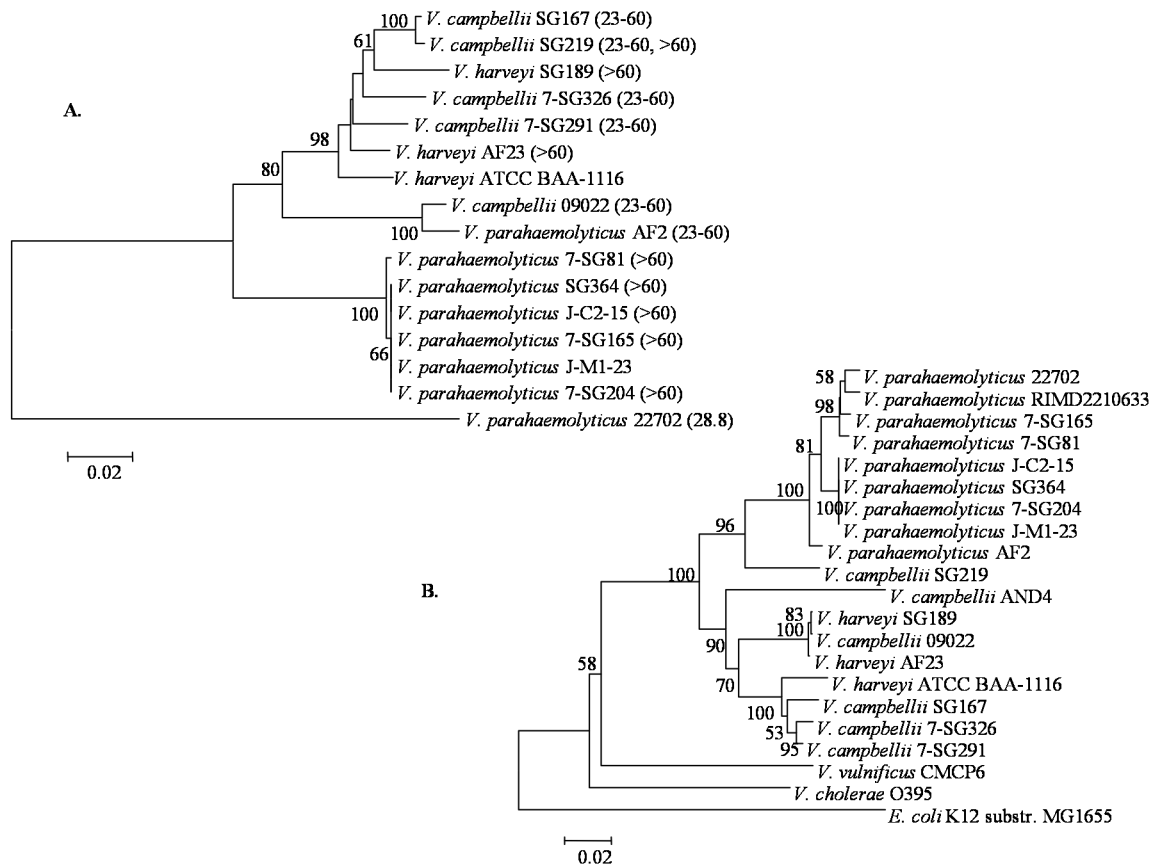 100
V. campbellii SG167 (23-60)
V. campbellii SG219 (23-60, >60)
61
V. harveyi SG189 (>60)
V. campbellii 7-SG326 (23-60)
A.
V. campbellii 7-SG291 (23-60)
98
V. harveyi AF23 (>60)
80
V. harveyi ATCC BAA-1116
V. campbellii 09022 (23-60)
100
V. parahaemolyticus AF2 (23-60)
V. parahaemolyticus 7-SG81 (>60)
V. parahaemolyticus SG364 (>60)
100
V. parahaemolyticus J-C2-15 (>60)
V. parahaemolyticus 7-SG165 (>60)
66
V. parahaemolyticus J-M1-23
V. parahaemolyticus 7-SG204 (>60)
V. parahaemolyticus 22702 (28.8)
0.02
58
V. parahaemolyticus 22702
V. parahaemolyticus RIMD2210633
98
V. parahaemolyticus 7-SG165
V. parahaemolyticus 7-SG81
81
V. parahaemolyticus J-C2-15
V. parahaemolyticus SG364
100
100
V. parahaemolyticus 7-SG204
V. parahaemolyticus J-M1-23
96
V. parahaemolyticus AF2
100
V. campbellii SG219
B.
V. campbellii AND4
83
V. harveyi SG189
100
V. campbellii 09022
90
V. harveyi AF23
58
70
V. harveyi ATCC BAA-1116
V. campbellii SG167
100
V. campbellii 7-SG326
53
95
V. campbellii 7-SG291
V. vulnificus CMCP6
V. cholerae O395
E. coli K12 substr. MG1655
0.02